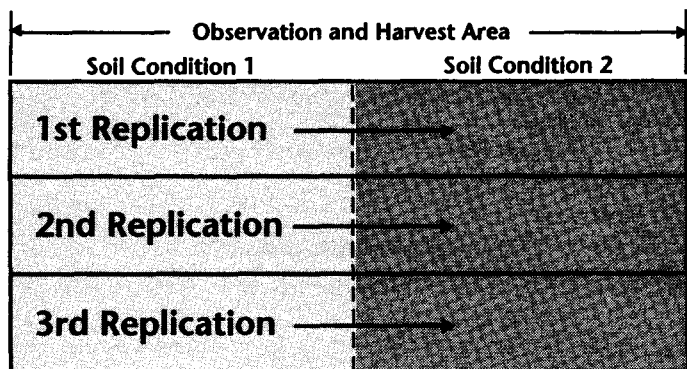 Observation and Harvest Area
Soil Condition 1 Soil Condition 2
1st Replication
2nd Replication
3rd Replication